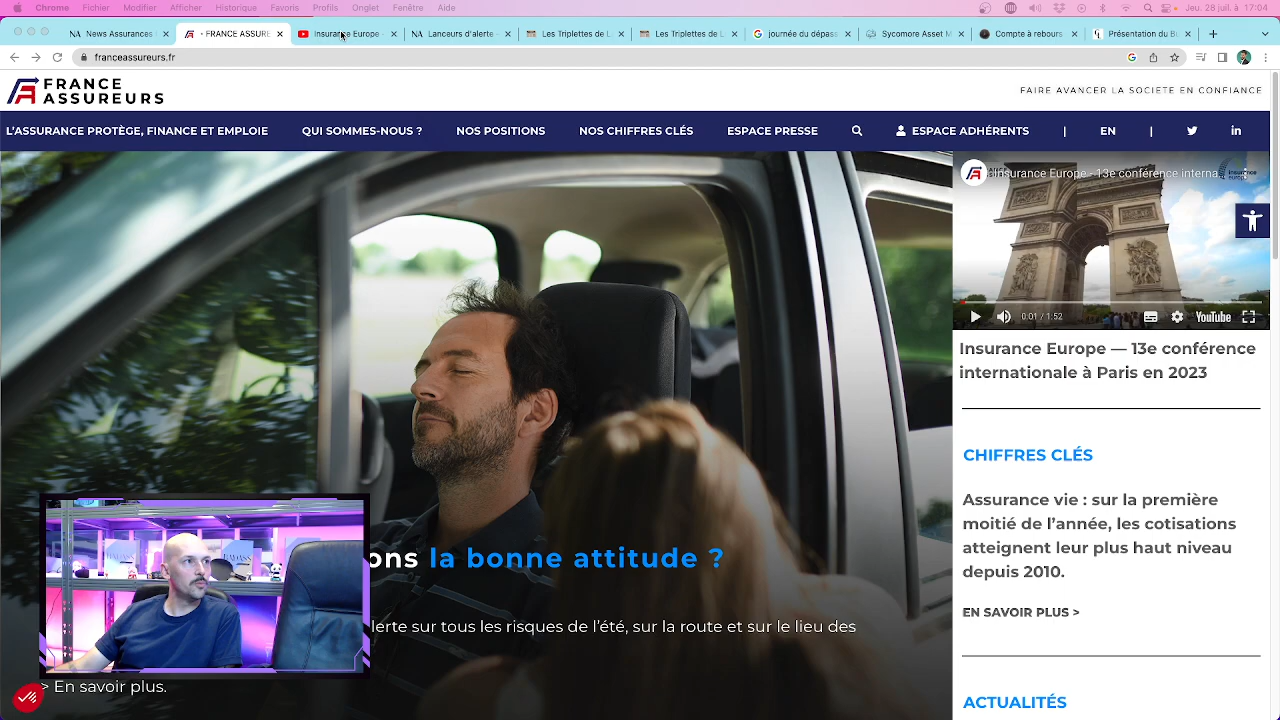 Chrome Fichier Modifier Afficher Historique Favoris Profils Onglet Fenêtre Aide Jeu. 28 juil. à 17:04
News Assurances - FRANCE ASSURE Insurance Europe - Lanceurs d'alerte - Les Triplettes de L Les Triplettes de L journée du dépass Sycomore Asset M Compte à rebours Présentation du Bu
franceassureurs.fr
FRANCE
ASSUREURS
FAIRE AVANCER LA SOCIETE EN CONFIANCE
L'ASSURANCE PROTÈGE, FINANCE ET EMPLOIE QUI SOMMES-NOUS ? NOS POSITIONS NOS CHIFFRES CLÉS ESPACE PRESSE ESPACE ADHÉRENTS | EN |
Insurance Europe - 13e conférence interna...
0:01 / 1:52 YouTube
Insurance Europe — 13e conférence
internationale à Paris en 2023
CHIFFRES CLÉS
Assurance vie : sur la première
moitié de l'année, les cotisations
atteignent leur plus haut niveau
depuis 2010.
EN SAVOIR PLUS >
ACTUALITÉS
ons la bonne attitude ?
lerte sur tous les risques de l'été, sur la route et sur le lieu des
> En savoir plus.